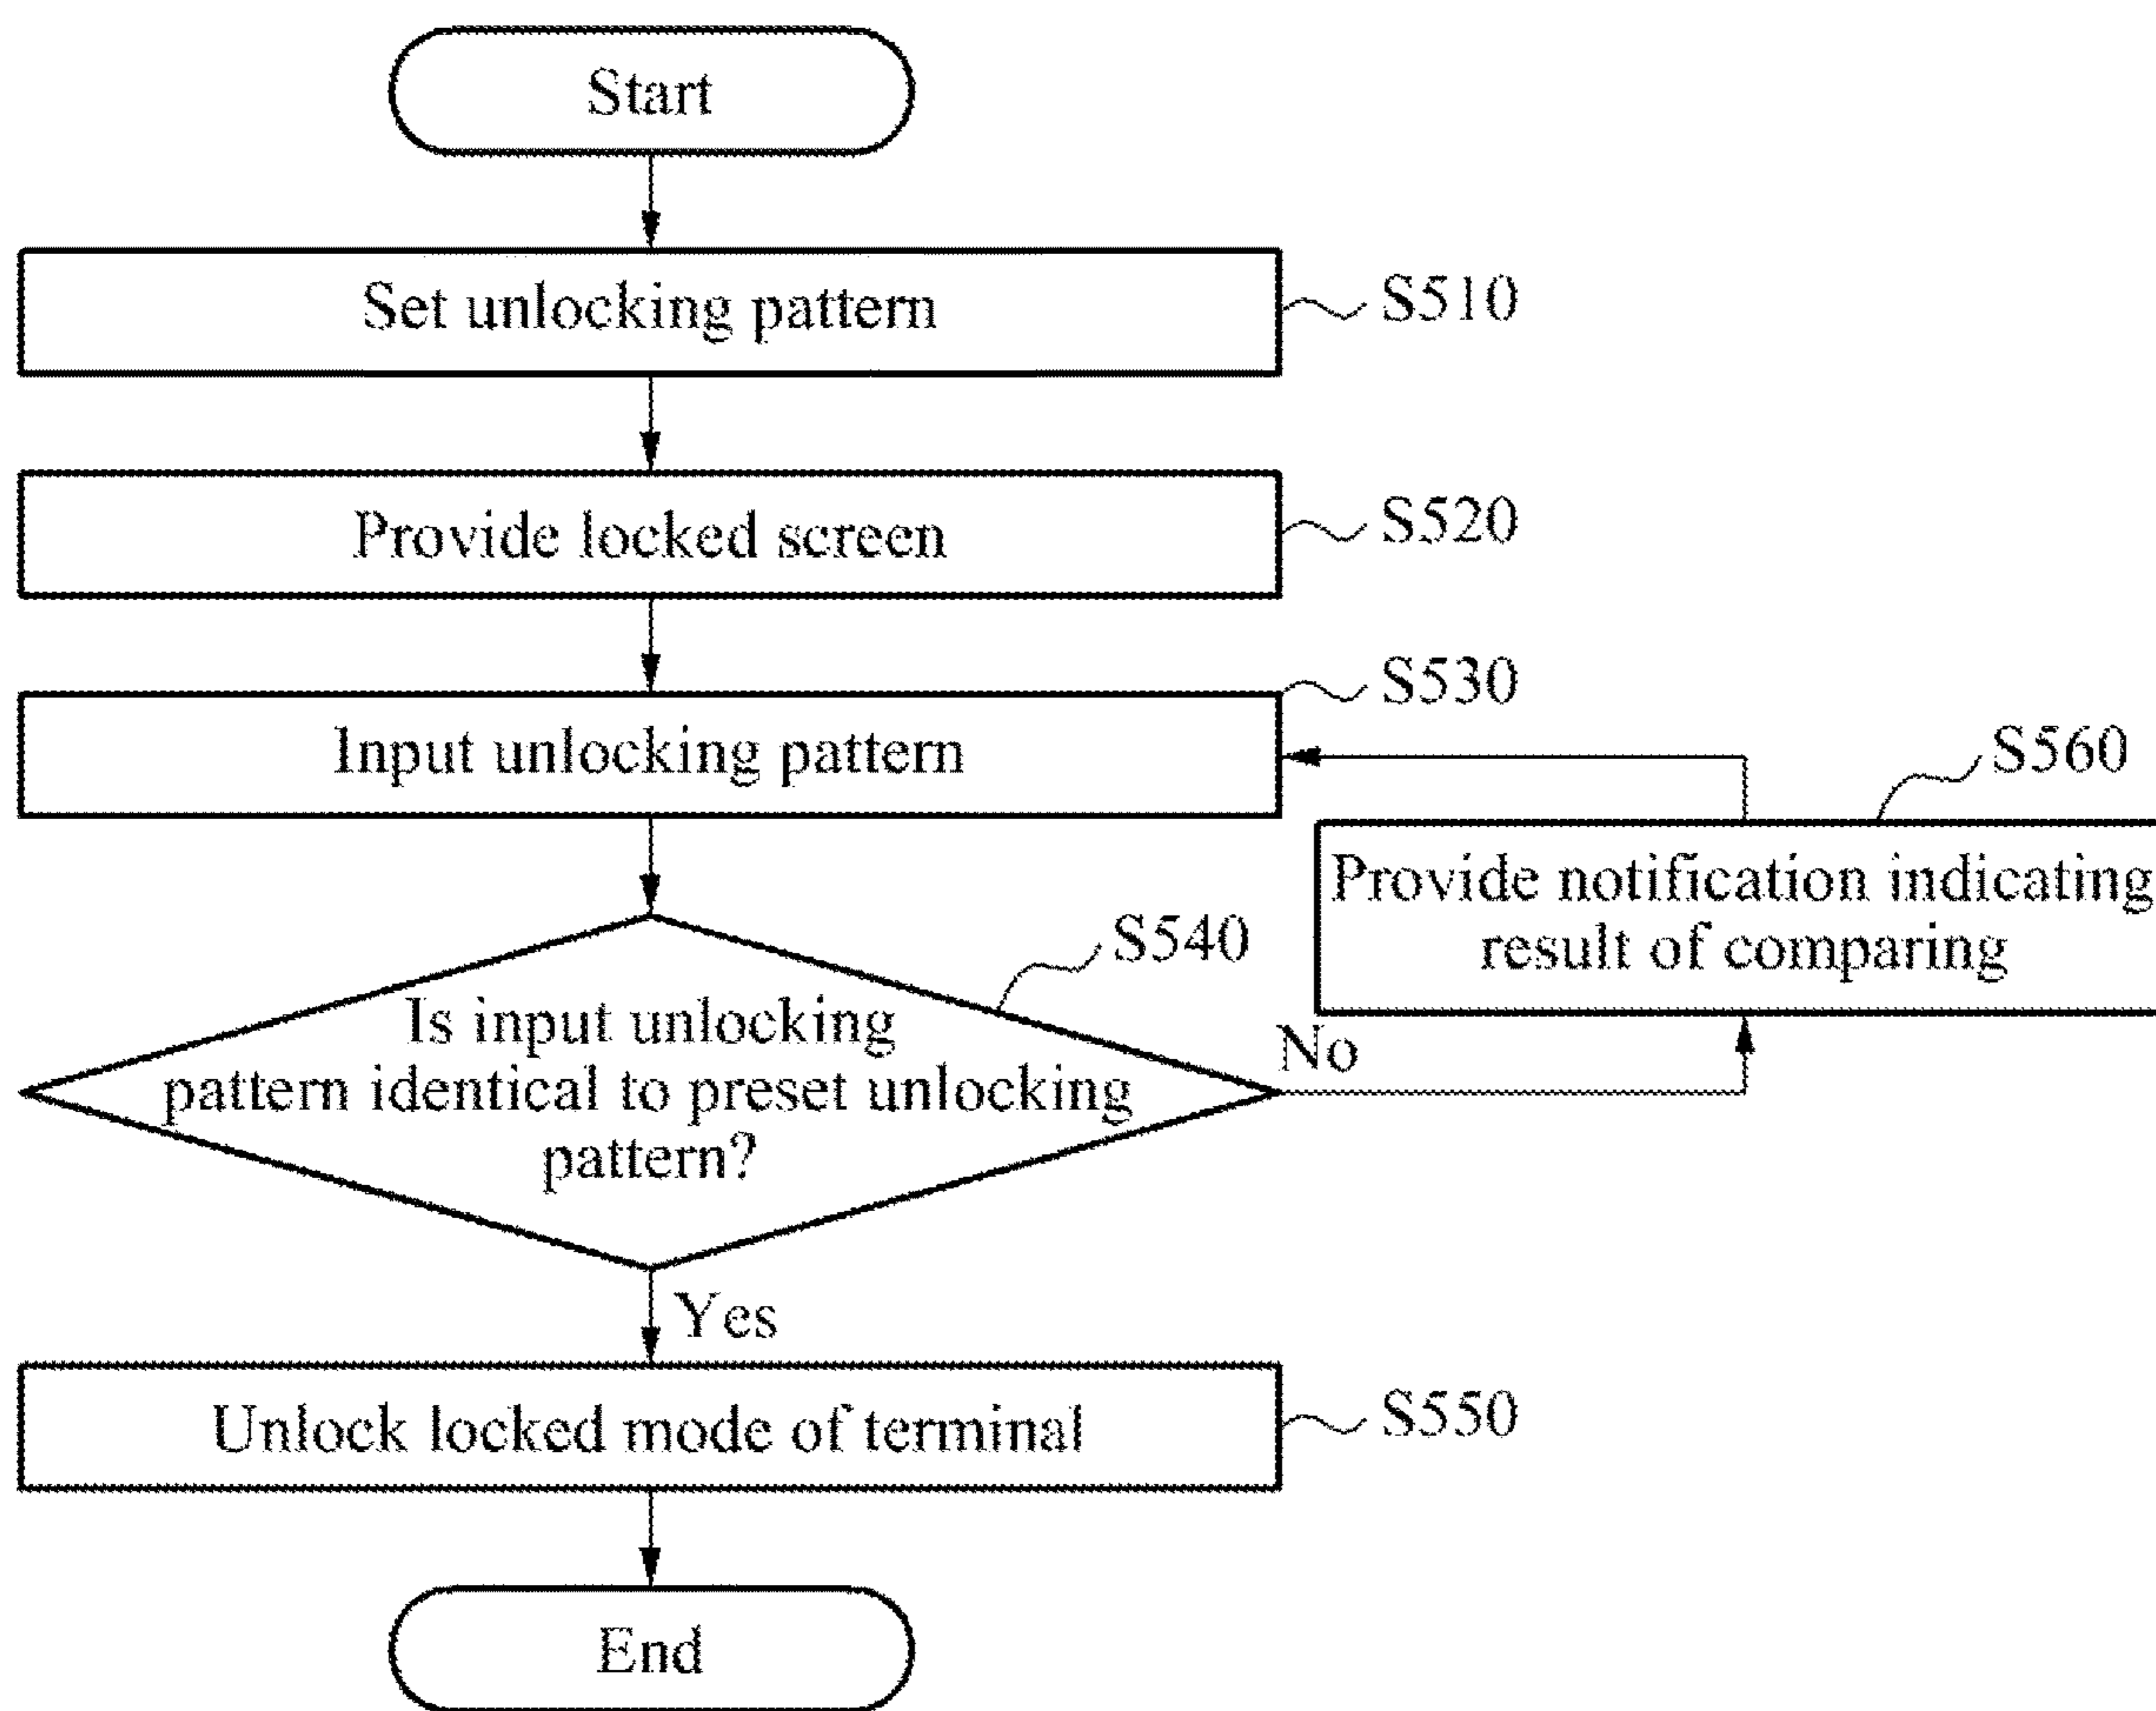 Start
Set unlocking pattern
S510
Provide locked screen
S520
S530
Input unlocking pattern
S560
Provide notification indicating
result of comparing
S540
Is input unlocking
pattern identical to preset unlocking
pattern?
No
Yes
Unlock locked mode of terminal
S550
End